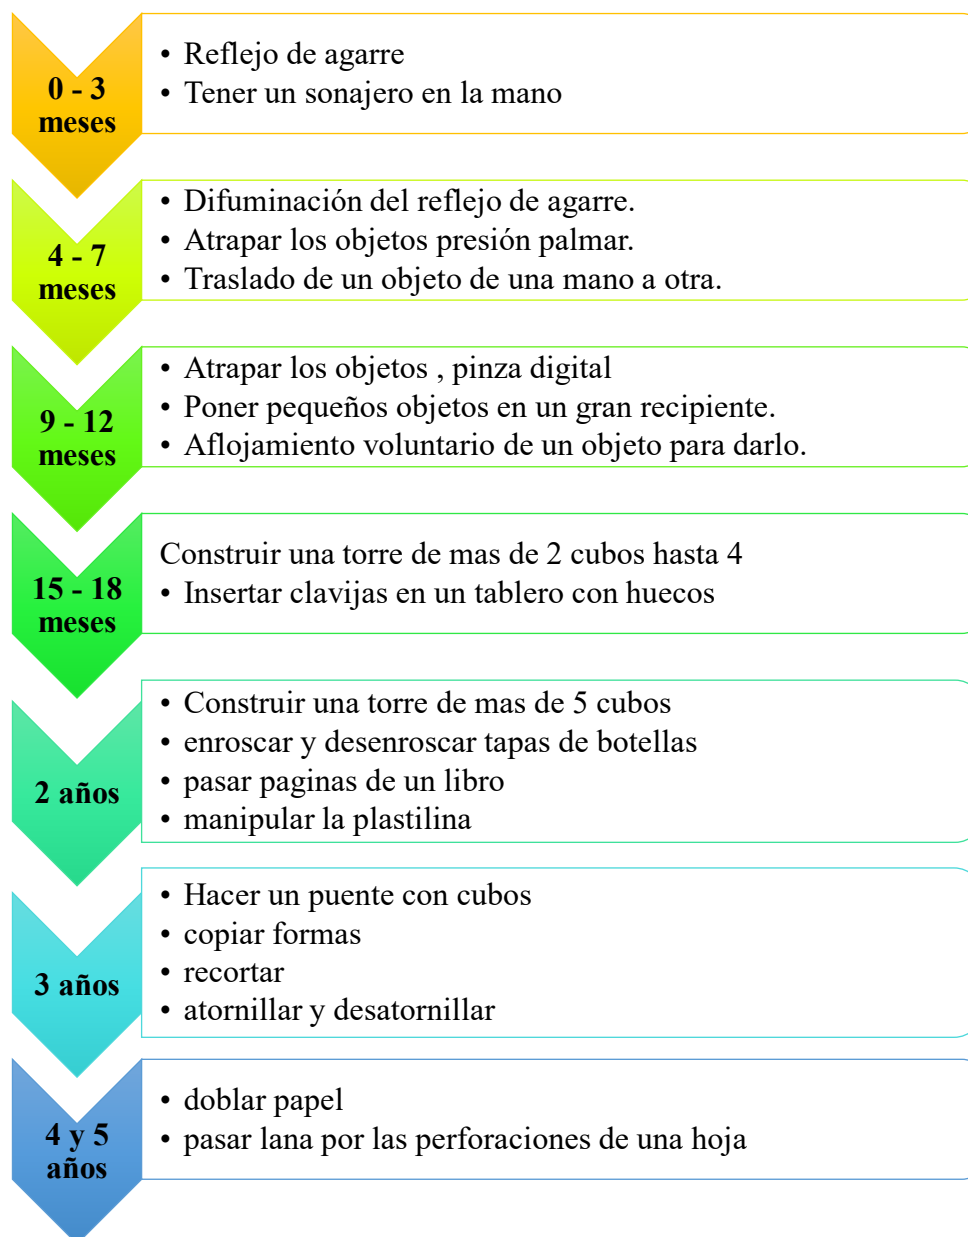 0 - 3
meses
• Reflejo de agarre
• Tener un sonajero en la mano
4 - 7
meses
• Difuminación del reflejo de agarre.
• Atrapar los objetos presión palmar.
• Traslado de un objeto de una mano a otra.
9 - 12
meses
• Atrapar los objetos , pinza digital
• Poner pequeños objetos en un gran recipiente.
• Aflojamiento voluntario de un objeto para darlo.
15 - 18
meses
Construir una torre de mas de 2 cubos hasta 4
• Insertar clavijas en un tablero con huecos
2 años
• Construir una torre de mas de 5 cubos
• enroscar y desenroscar tapas de botellas
• pasar paginas de un libro
• manipular la plastilina
3 años
• Hacer un puente con cubos
• copiar formas
• recortar
• atornillar y desatornillar
4 y 5
años
• doblar papel
• pasar lana por las perforaciones de una hoja